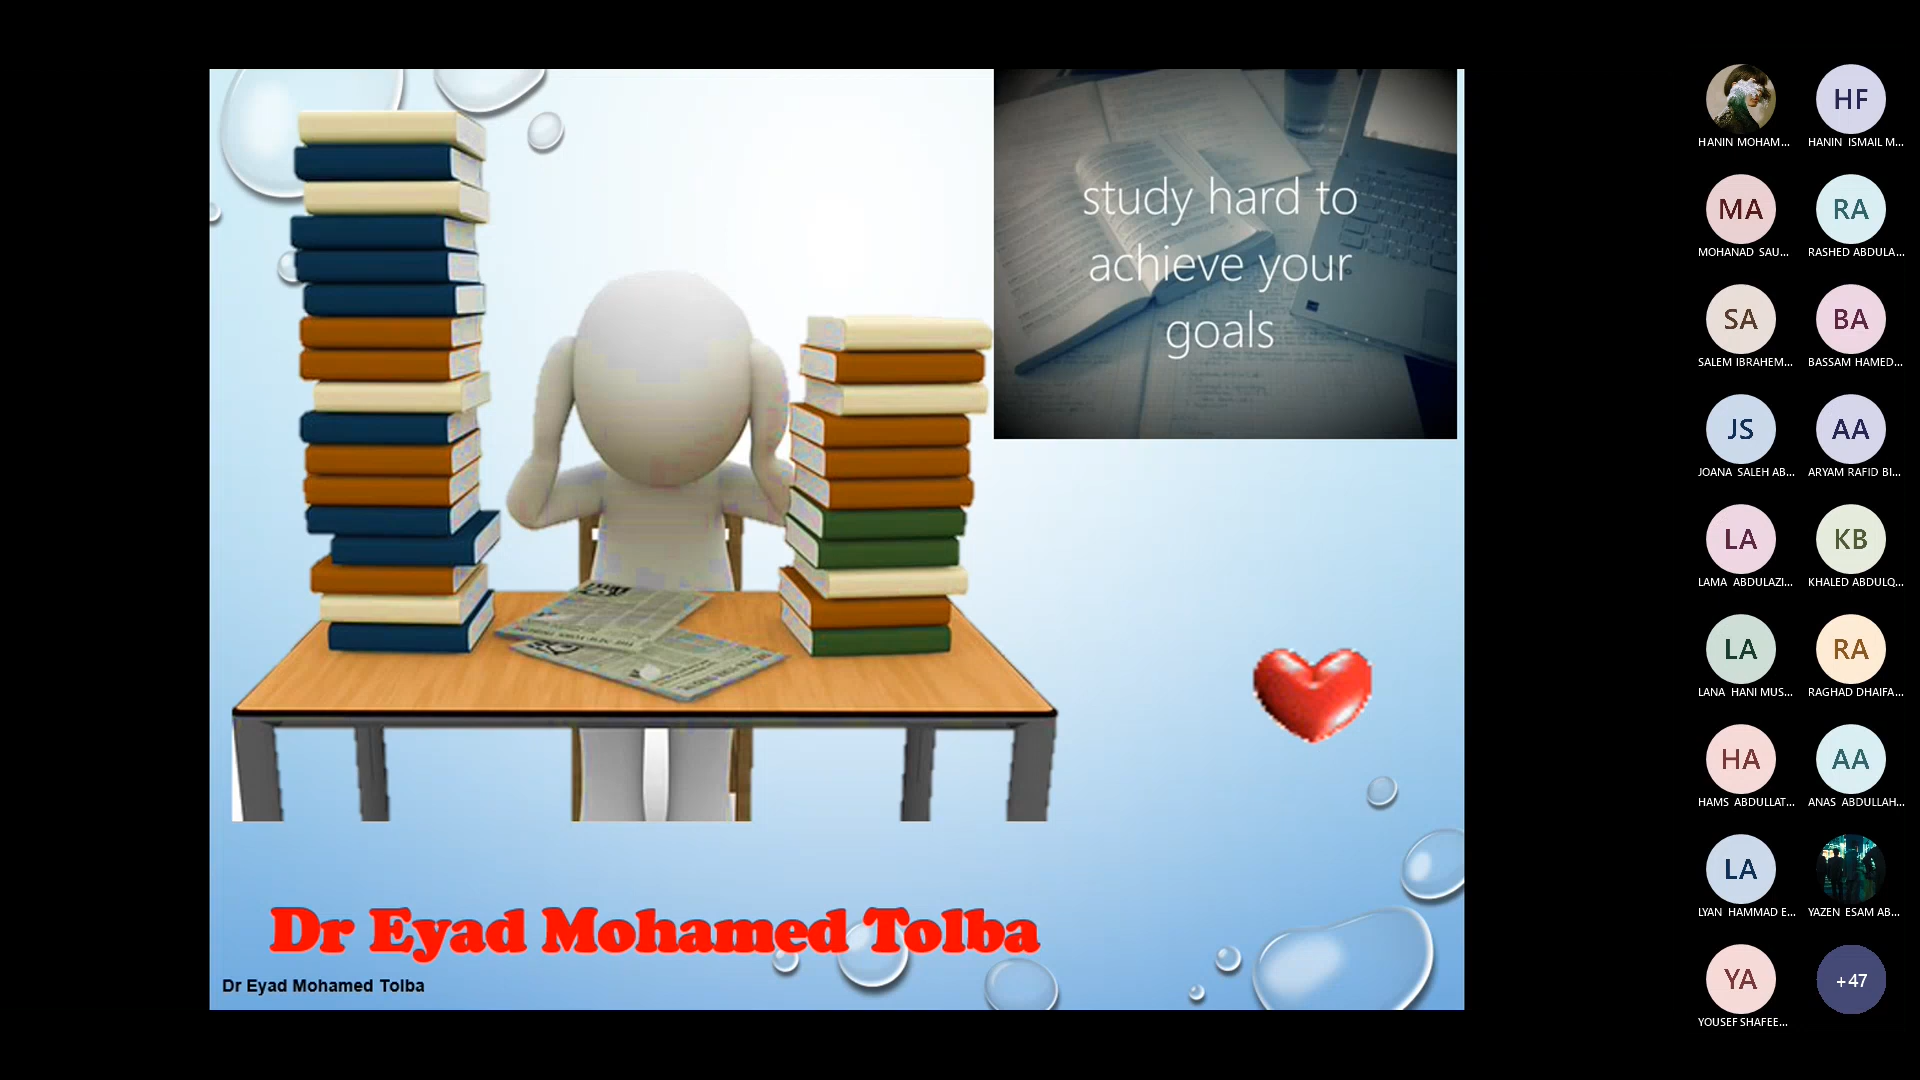 study hard to
achieve your
goals
Dr Eyad Mohamed Tolba
Dr Eyad Mohamed Tolba
HANIN MOHAM...
HF
HANIN ISMAIL M...
MA
MOHANAD SAU...
RA
RASHED ABDULA...
SA
SALEM IBRAHEM...
BA
BASSAM HAMED...
JS
JOANA SALEH AB...
AA
ARYAM RAFID BI...
LA
LAMA ABDULAZI...
KB
KHALED ABDULQ...
LA
LANA HANI MUS...
RA
RAGHAD DHAIFA...
HA
HAMS ABDULLAT...
AA
ANAS ABDULLAH...
LA
LYAN HAMMAD E...
YAZEN ESAM AB...
YA
YOUSEF SHAFEE...
+47